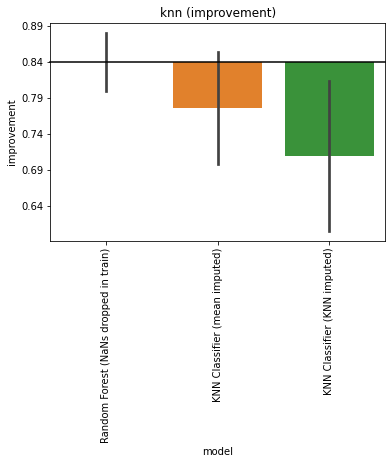 knn (improvement)
0.89
0.84
0.79
0.74
0.69
0.64
improvement
Random Forest (NaNs dropped in train)
KNN Classifier (mean imputed)
KNN Classifier (KNN imputed)
model